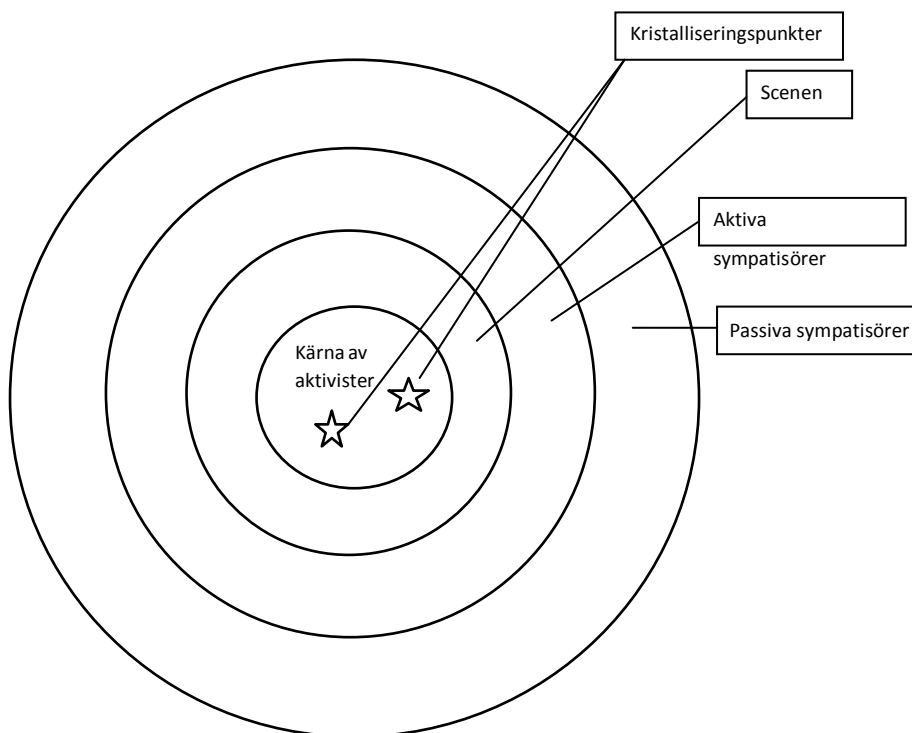 Kristalliseringspunkter
Scenen
Aktiva
sympatisörer
Passiva sympatisörer
Kärna av
aktivister